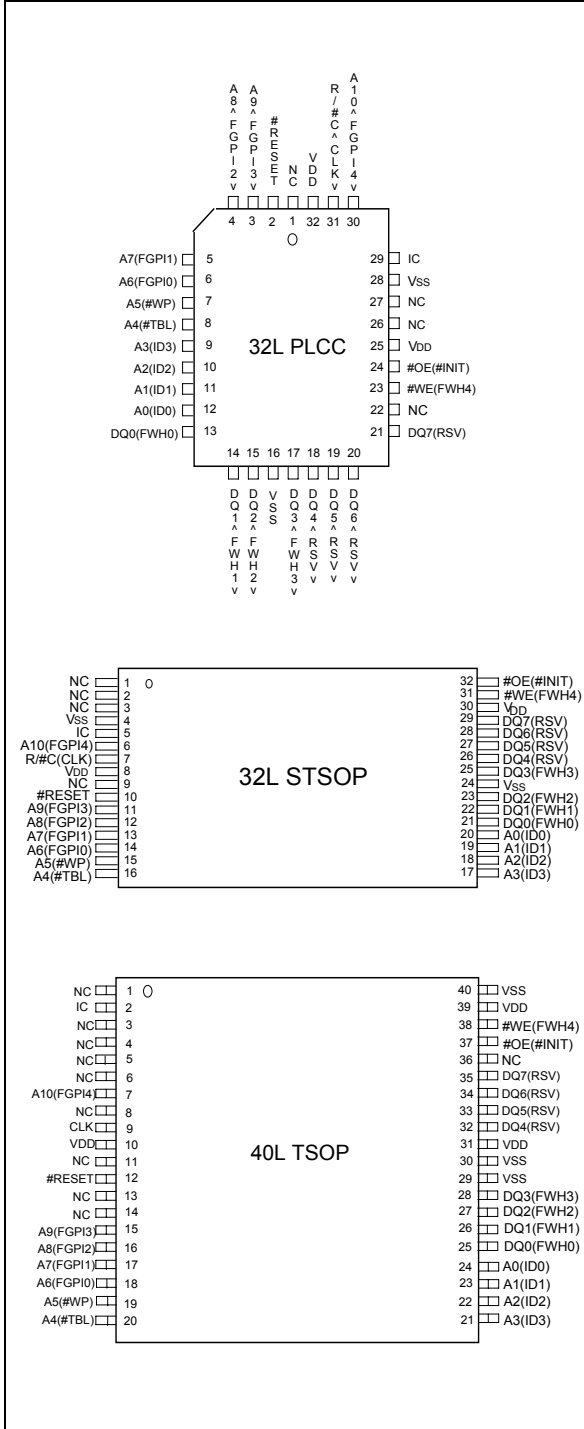 A8^FGPI2v
A9^FGPI3v
#RESET
NC
VDD
R/#C^CLKv
A10^FGPI4v
4 3 2 1 32 31 30
A7(FGPI1) 5
A6(FGPI0) 6
A5(#WP) 7
A4(#TBL) 8
A3(ID3) 9
A2(ID2) 10
A1(ID1) 11
A0(ID0) 12
DQ0(FWH0) 13
32L PLCC
29 IC
28 VSS
27 NC
26 NC
25 VDD
24 #OE(#INIT)
23 #WE(FWH4)
22 NC
21 DQ7(RSV)
14 15 16 17 18 19 20
DQ1^FWH1v
DQ2^FWH2v
VSS
DQ3^FWH3v
DQ4^RSVv
DQ5^RSVv
DQ6^RSVv
NC 1
NC 2
NC 3
VSS 4
IC 5
A10(FGPI4) 6
R/#C(CLK) 7
VDD 8
NC 9
#RESET 10
A9(FGPI3) 11
A8(FGPI2) 12
A7(FGPI1) 13
A6(FGPI0) 14
A5(#WP) 15
A4(#TBL) 16
32L STSOP
32 #OE(#INIT)
31 #WE(FWH4)
30 VDD
29 DQ7(RSV)
28 DQ6(RSV)
27 DQ5(RSV)
26 DQ4(RSV)
25 DQ3(FWH3)
24 VSS
23 DQ2(FWH2)
22 DQ1(FWH1)
21 DQ0(FWH0)
20 A0(ID0)
19 A1(ID1)
18 A2(ID2)
17 A3(ID3)
NC 1
IC 2
NC 3
NC 4
NC 5
NC 6
A10(FGPI4) 7
NC 8
CLK 9
VDD 10
NC 11
#RESET 12
NC 13
NC 14
A9(FGPI3) 15
A8(FGPI2) 16
A7(FGPI1) 17
A6(FGPI0) 18
A5(#WP) 19
A4(#TBL) 20
40L TSOP
40 VSS
39 VDD
38 #WE(FWH4)
37 #OE(#INIT)
36 NC
35 DQ7(RSV)
34 DQ6(RSV)
33 DQ5(RSV)
32 DQ4(RSV)
31 VDD
30 VSS
29 VSS
28 DQ3(FWH3)
27 DQ2(FWH2)
26 DQ1(FWH1)
25 DQ0(FWH0)
24 A0(ID0)
23 A1(ID1)
22 A2(ID2)
21 A3(ID3)